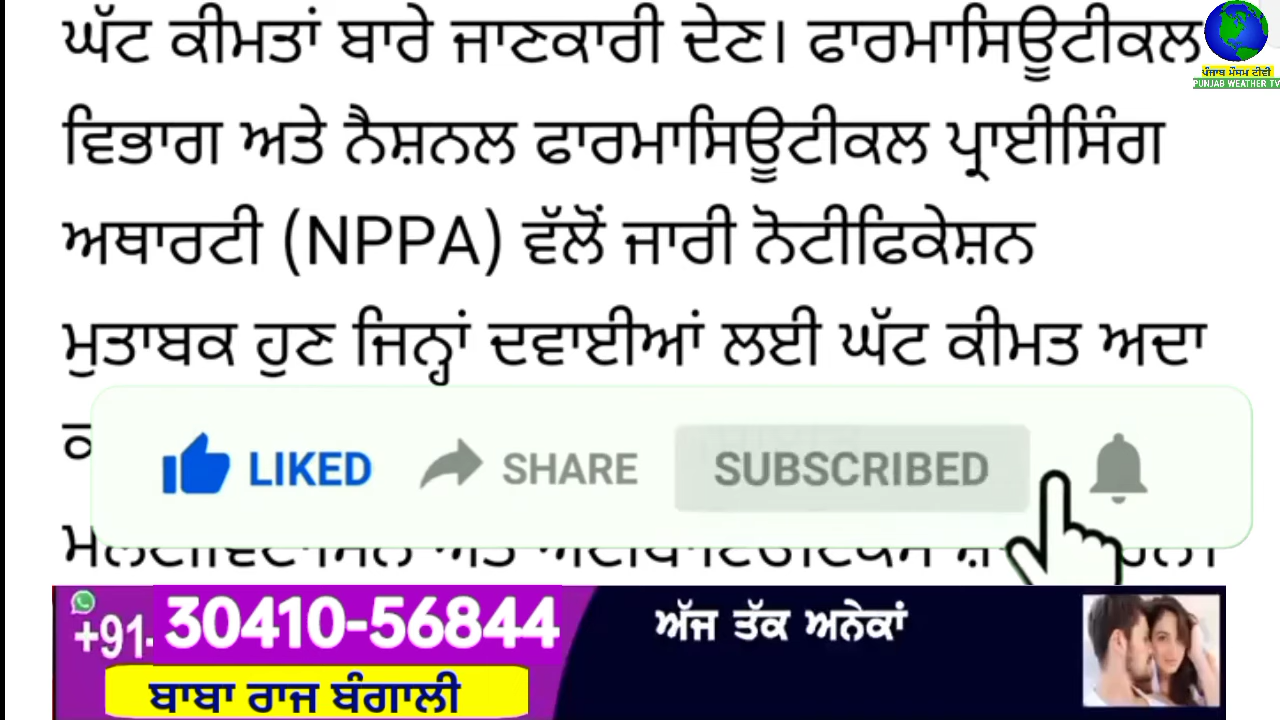 ਘੱਟ ਕੀਮਤਾਂ ਬਾਰੇ ਜਾਣਕਾਰੀ ਦੇਣ। ਫਾਰਮਾਸਿਊਟੀਕਲ
ਪੰਜਾਬ ਮੌਸਮ ਟੀਵੀ
PUNJAB WEATHER TV
ਵਿਭਾਗ ਅਤੇ ਨੈਸ਼ਨਲ ਫਾਰਮਾਸਿਊਟੀਕਲ ਪ੍ਰਾਈਸਿੰਗ
ਅਥਾਰਟੀ (NPPA) ਵੱਲੋਂ ਜਾਰੀ ਨੋਟੀਫਿਕੇਸ਼ਨ
ਮੁਤਾਬਕ ਹੁਣ ਜਿਨ੍ਹਾਂ ਦਵਾਈਆਂ ਲਈ ਘੱਟ ਕੀਮਤ ਅਦਾ
LIKED SHARE SUBSCRIBED
+91- 30410-56844
ਬਾਬਾ ਰਾਜ ਬੰਗਾਲੀ
ਅੱਜ ਤੱਕ ਅਨੇਕਾਂ